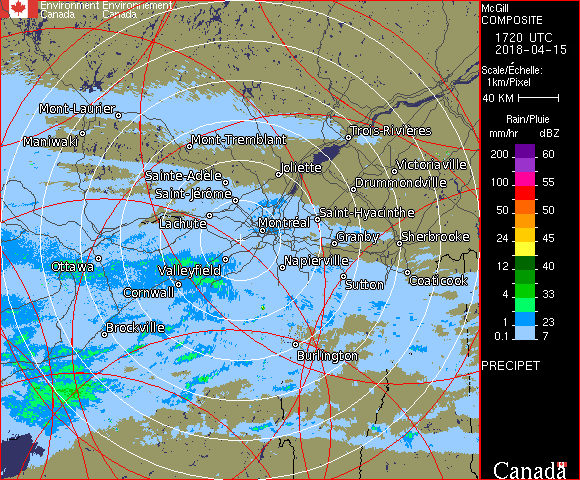 Environment Environnement
Canada Canada
McGill
COMPOSITE
1720 UTC
2018-04-15
Scale/Échelle:
1km/Pixel
40 KM
Rain/Pluie
mm/hr dBZ
200 60
100 55
50 50
24 45
12 40
4 33
1 23
0.1 7
PRECIPET
Canada
Mont-Laurier
Maniwaki
Mont-Tremblant
Trois-Rivières
Joliette
Victoriaville
Sainte-Adèle
Drummondville
Saint-Jérôme
Lachute
Saint-Hyacinthe
Montréal
Granby
Sherbrooke
Ottawa
Valleyfield
Napierville
Cornwall
Sutton
Coaticook
Brockville
Burlington